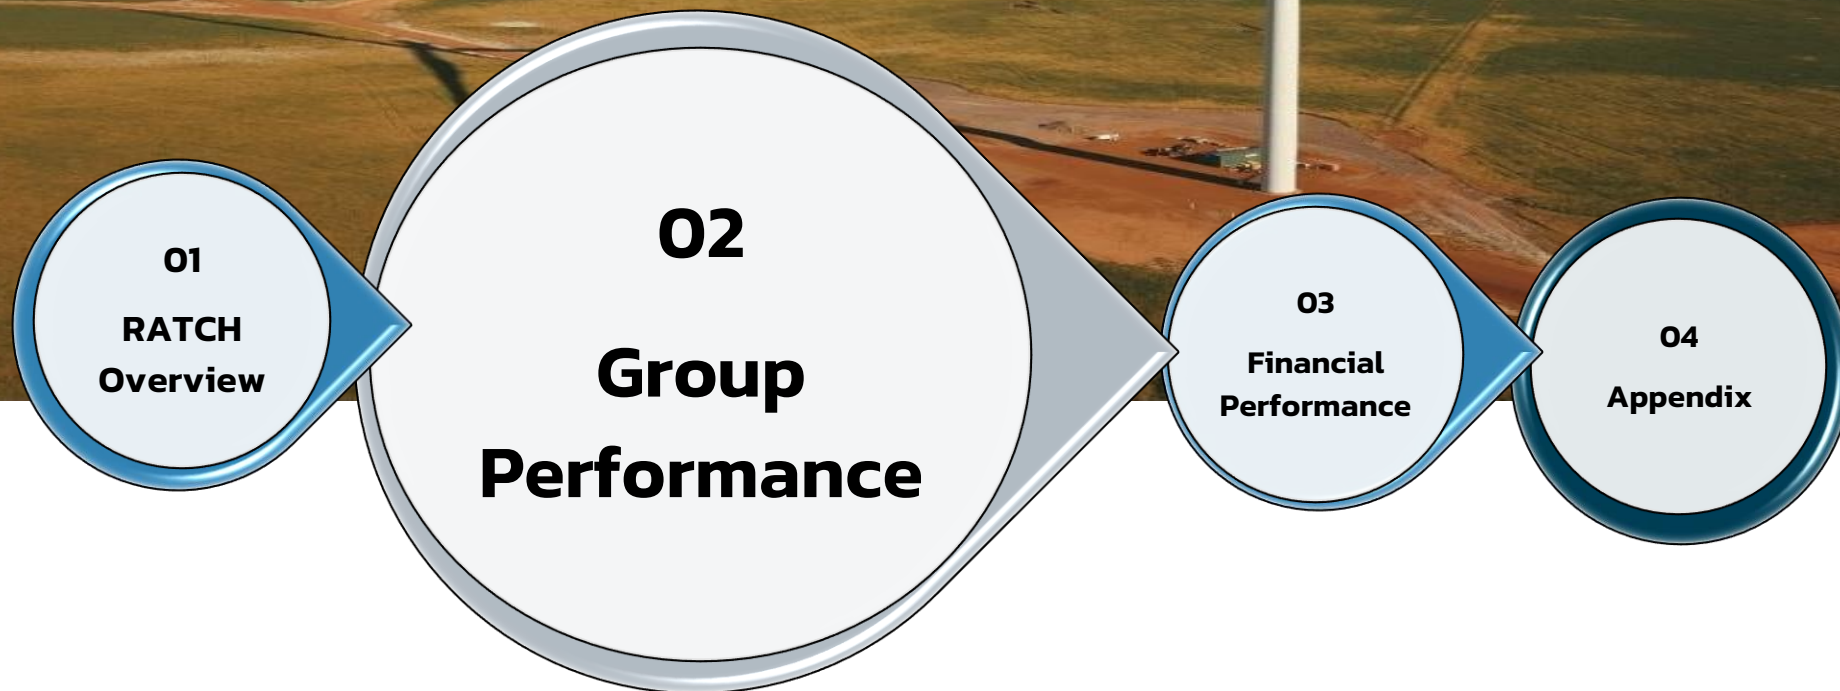 01
RATCH
Overview
02
Group
Performance
03
Financial
Performance
04
Appendix